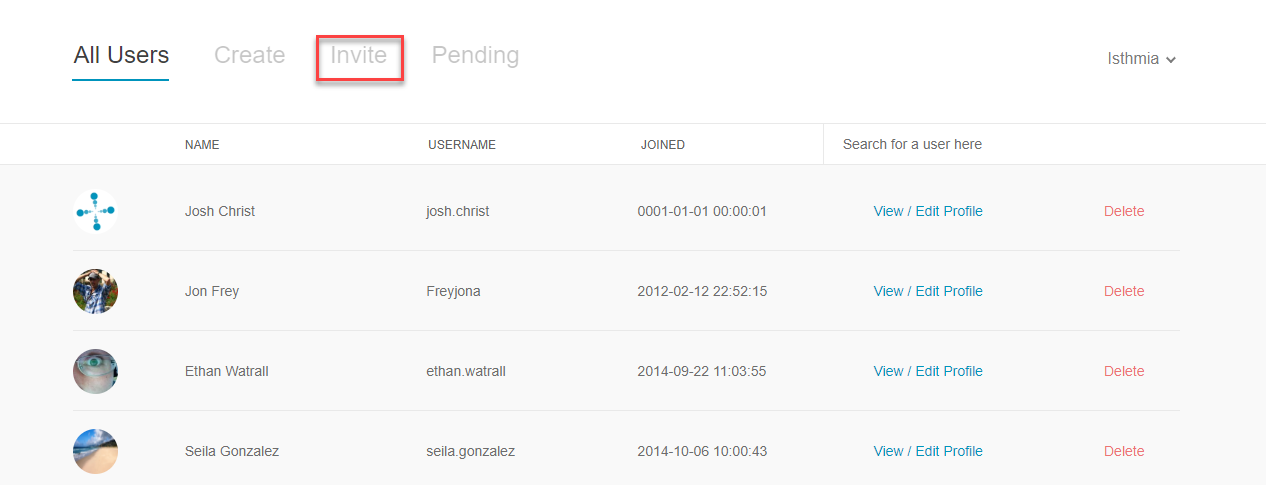 All Users Create Invite Pending Isthmia
NAME USERNAME JOINED Search for a user here
Josh Christ josh.christ 0001-01-01 00:00:01 View / Edit Profile Delete
Jon Frey Freyjona 2012-02-12 22:52:15 View / Edit Profile Delete
Ethan Watrall ethan.watrall 2014-09-22 11:03:55 View / Edit Profile Delete
Seila Gonzalez seila.gonzalez 2014-10-06 10:00:43 View / Edit Profile Delete